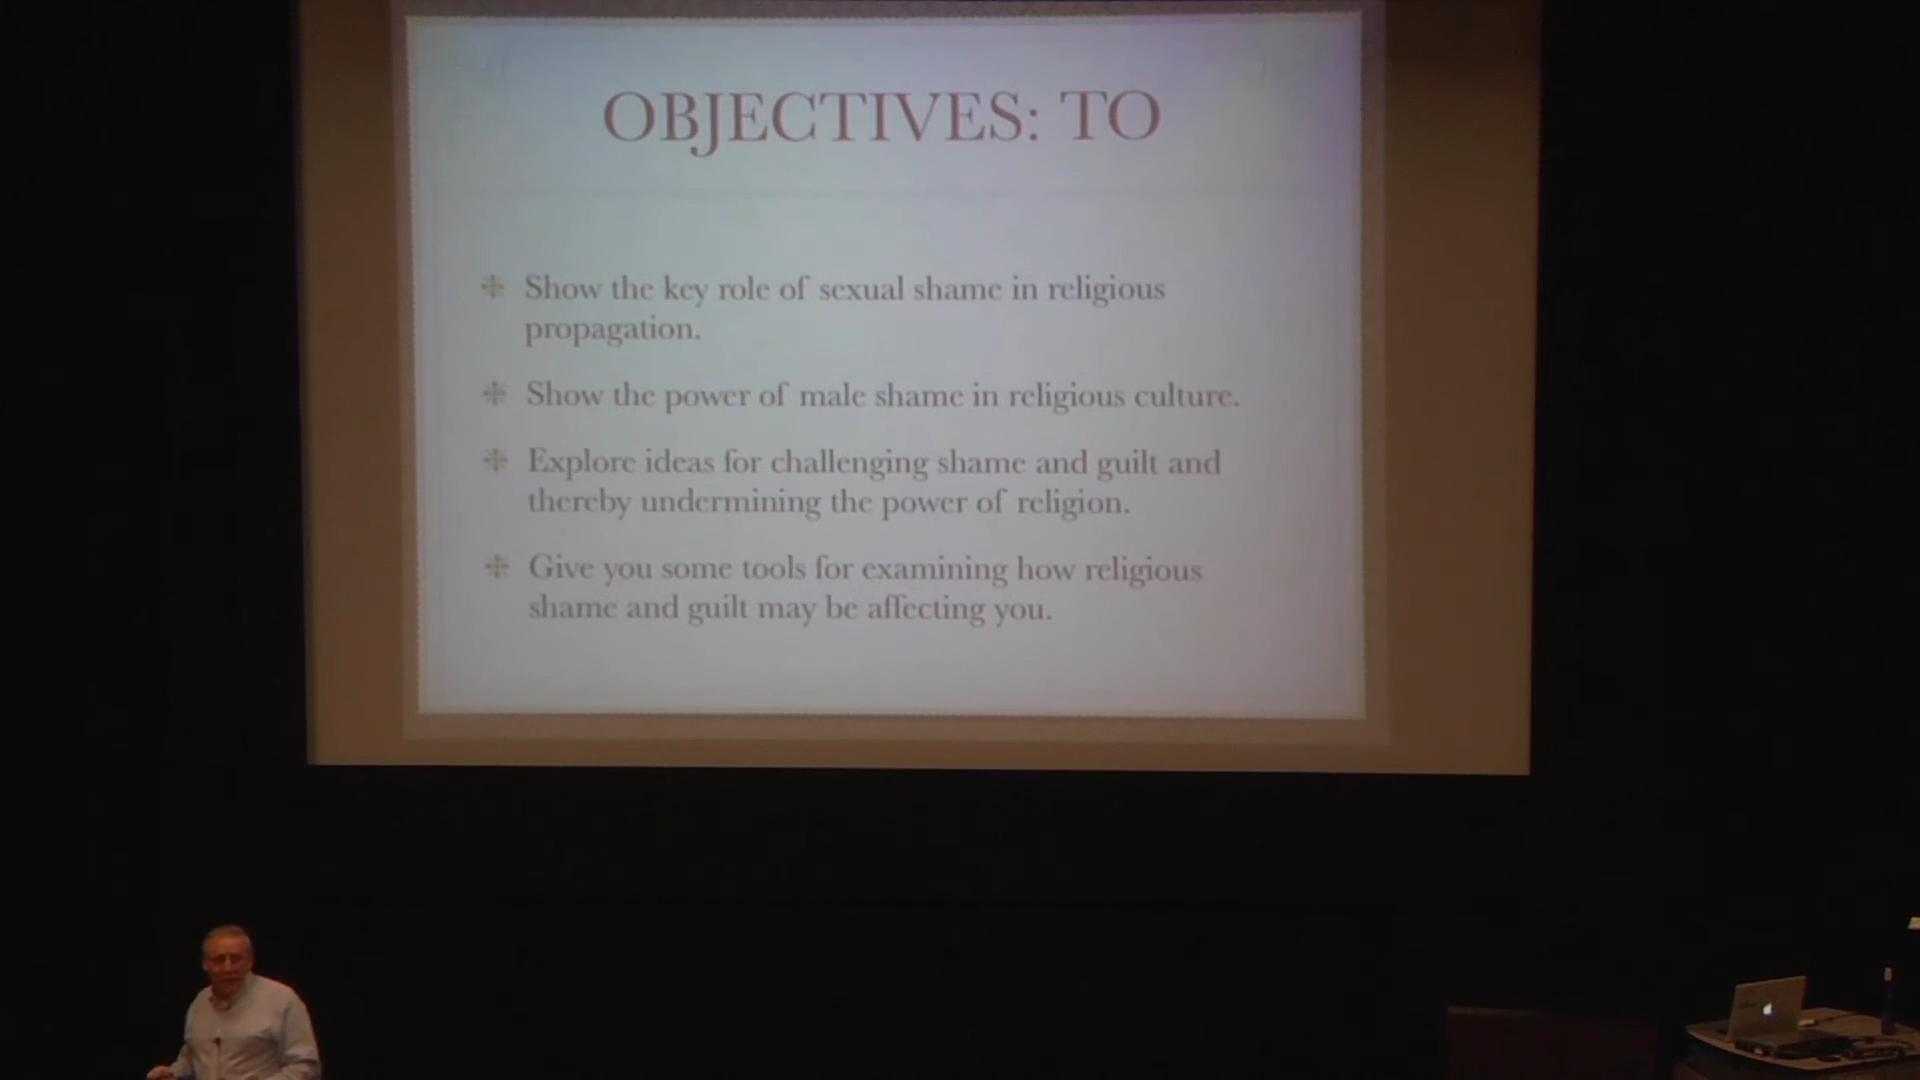 OBJECTIVES: TO
Show the key role of sexual shame in religious
propagation.
Show the power of male shame in religious culture.
Explore ideas for challenging shame and guilt and
thereby undermining the power of religion.
Give you some tools for examining how religious
shame and guilt may be affecting you.